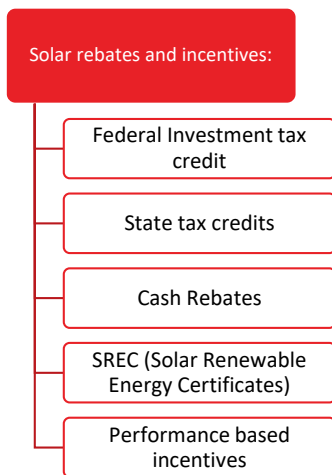 Solar rebates and incentives:
Federal Investment tax
credit
State tax credits
Cash Rebates
SREC (Solar Renewable
Energy Certificates)
Performance based
incentives